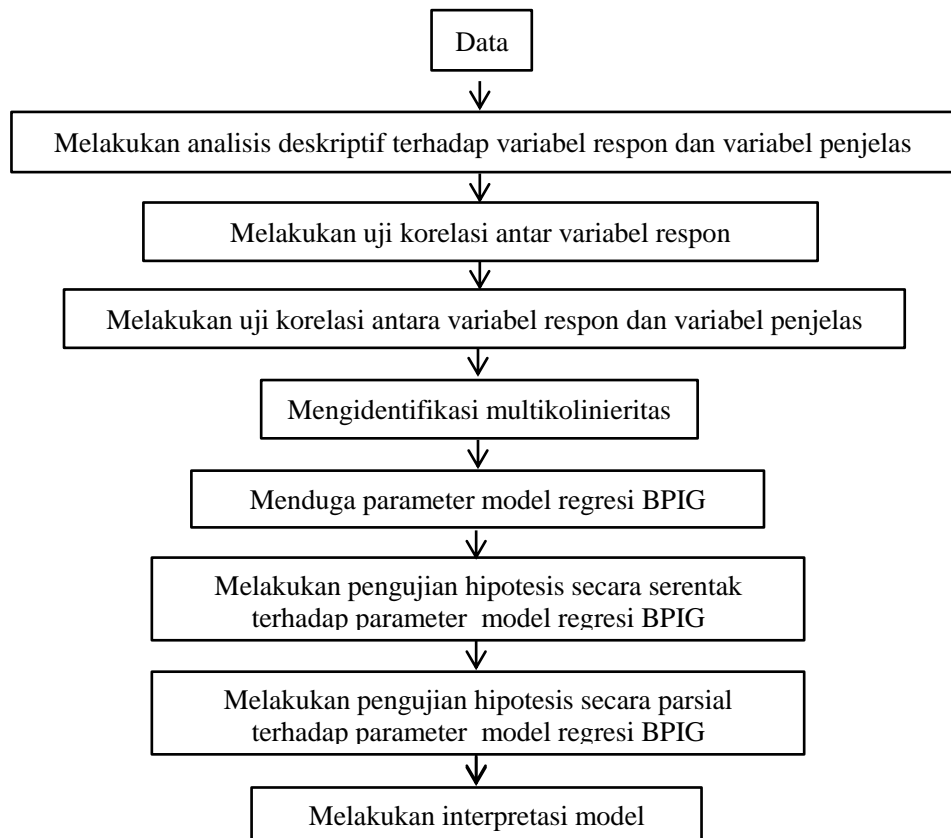 Data
Melakukan analisis deskriptif terhadap variabel respon dan variabel penjelas
Melakukan uji korelasi antar variabel respon
Melakukan uji korelasi antara variabel respon dan variabel penjelas
Mengidentifikasi multikolinieritas
Menduga parameter model regresi BPIG
Melakukan pengujian hipotesis secara serentak
terhadap parameter model regresi BPIG
Melakukan pengujian hipotesis secara parsial
terhadap parameter model regresi BPIG
Melakukan interpretasi model